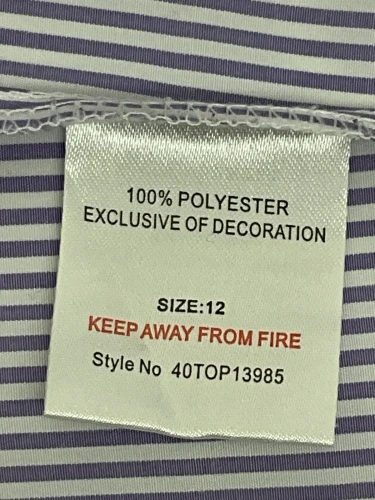 100% POLYESTER
EXCLUSIVE OF DECORATION
SIZE:12
KEEP AWAY FROM FIRE
Style No 40TOP13985